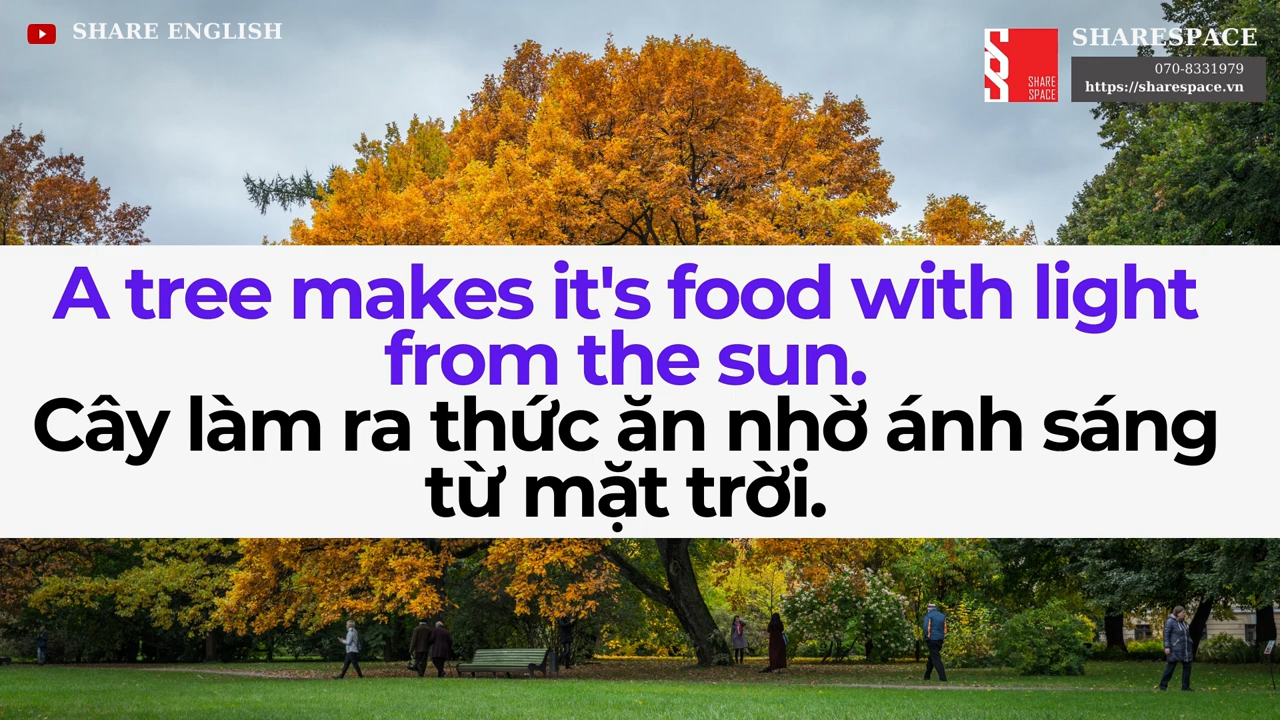 SHARE ENGLISH
SHARESPACE
070-8331979
https://sharespace.vn
SHARE
SPACE
A tree makes it's food with light
from the sun.
Cây làm ra thức ăn nhờ ánh sáng
từ mặt trời.